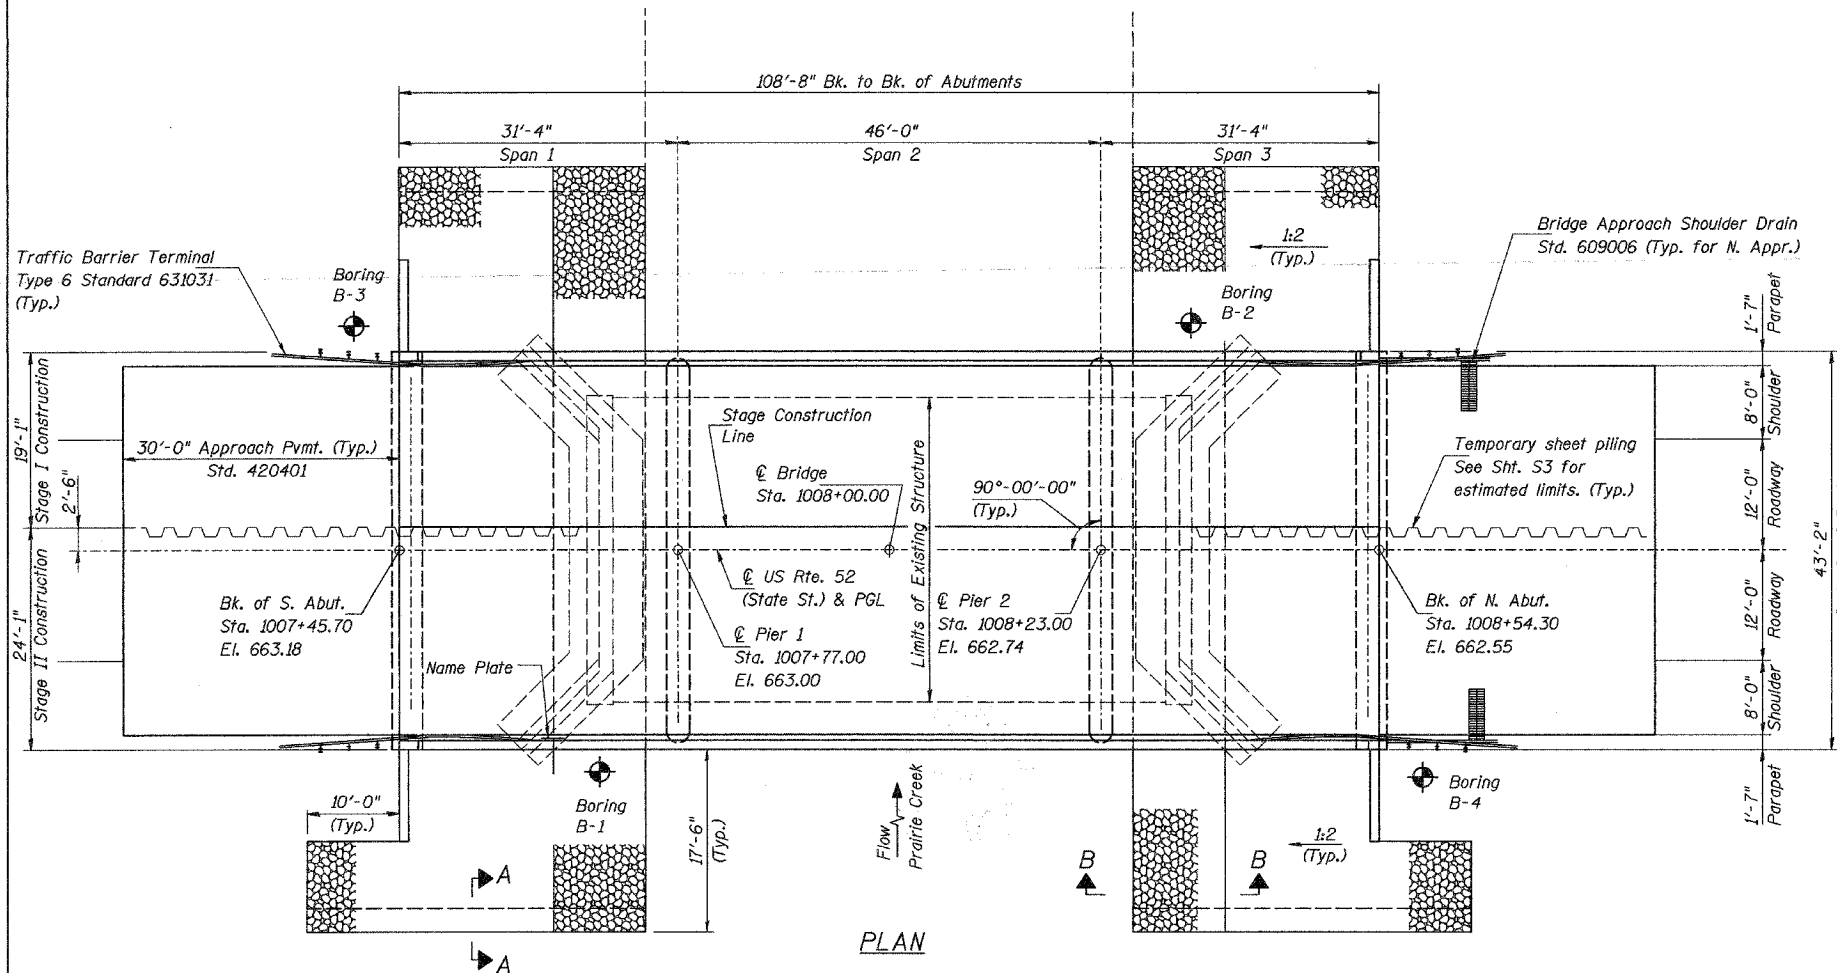 108'-8" Bk. to Bk. of Abutments
31'-4"
Span 1
46'-0"
Span 2
31'-4"
Span 3
Traffic Barrier Terminal
Type 6 Standard 631031
(Typ.)
Boring
B-3
1:2
(Typ.)
Boring
B-2
Bridge Approach Shoulder Drain
Std. 609006 (Typ. for N. Appr.)
1'-7"
Parapet
19'-1"
Stage I Construction
2'-6"
30'-0" Approach Pvmt. (Typ.)
Std. 420401
Stage Construction
Line
℄ Bridge
Sta. 1008+00.00
Limits of Existing Structure
90°-00'-00"
(Typ.)
Temporary sheet piling
See Sht. S3 for
estimated limits. (Typ.)
8'-0"
Shoulder
12'-0"
Roadway
43'-2"
24'-1"
Stage II Construction
Bk. of S. Abut.
Sta. 1007+45.70
El. 663.18
Name Plate
℄ US Rte. 52
(State St.) & PGL
℄ Pier 1
Sta. 1007+77.00
El. 663.00
℄ Pier 2
Sta. 1008+23.00
El. 662.74
Bk. of N. Abut.
Sta. 1008+54.30
El. 662.55
12'-0"
Roadway
8'-0"
Shoulder
1'-7"
Parapet
10'-0"
(Typ.)
Boring
B-1
17'-6"
(Typ.)
Flow
Prairie Creek
Boring
B-4
1:2
(Typ.)
A
A
B
B
PLAN